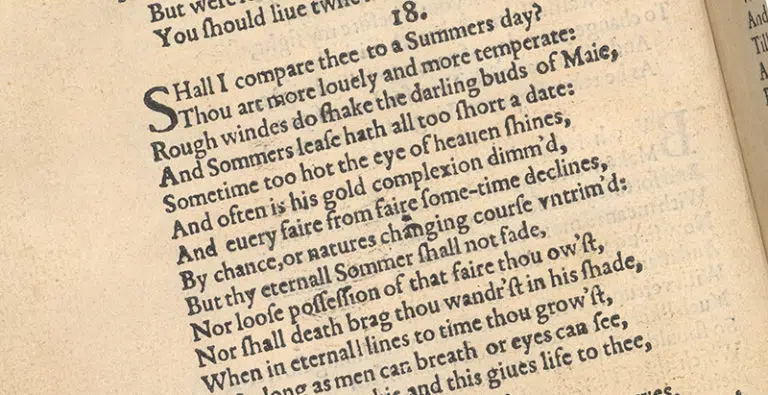 But were
You ſhould liue twi
18.
SHall I compare thee to a Summers day?
Thou art more louely and more temperate:
Rough windes do ſhake the darling buds of Maie,
And Sommers leaſe hath all too ſhort a date:
Sometime too hot the eye of heauen ſhines,
And often is his gold complexion dimm'd,
And euery faire from faire ſome-time declines,
By chance,or natures changing courſe vntrim'd:
But thy eternall Sommer ſhall not fade,
Nor looſe poſſeſſion of that faire thou ow'ſt,
Nor ſhall death brag thou wandr'ſt in his ſhade,
When in eternall lines to time thou grow'ſt,
long as men can breath or eyes can ſee,
and this giues life to thee,
And
Till
A